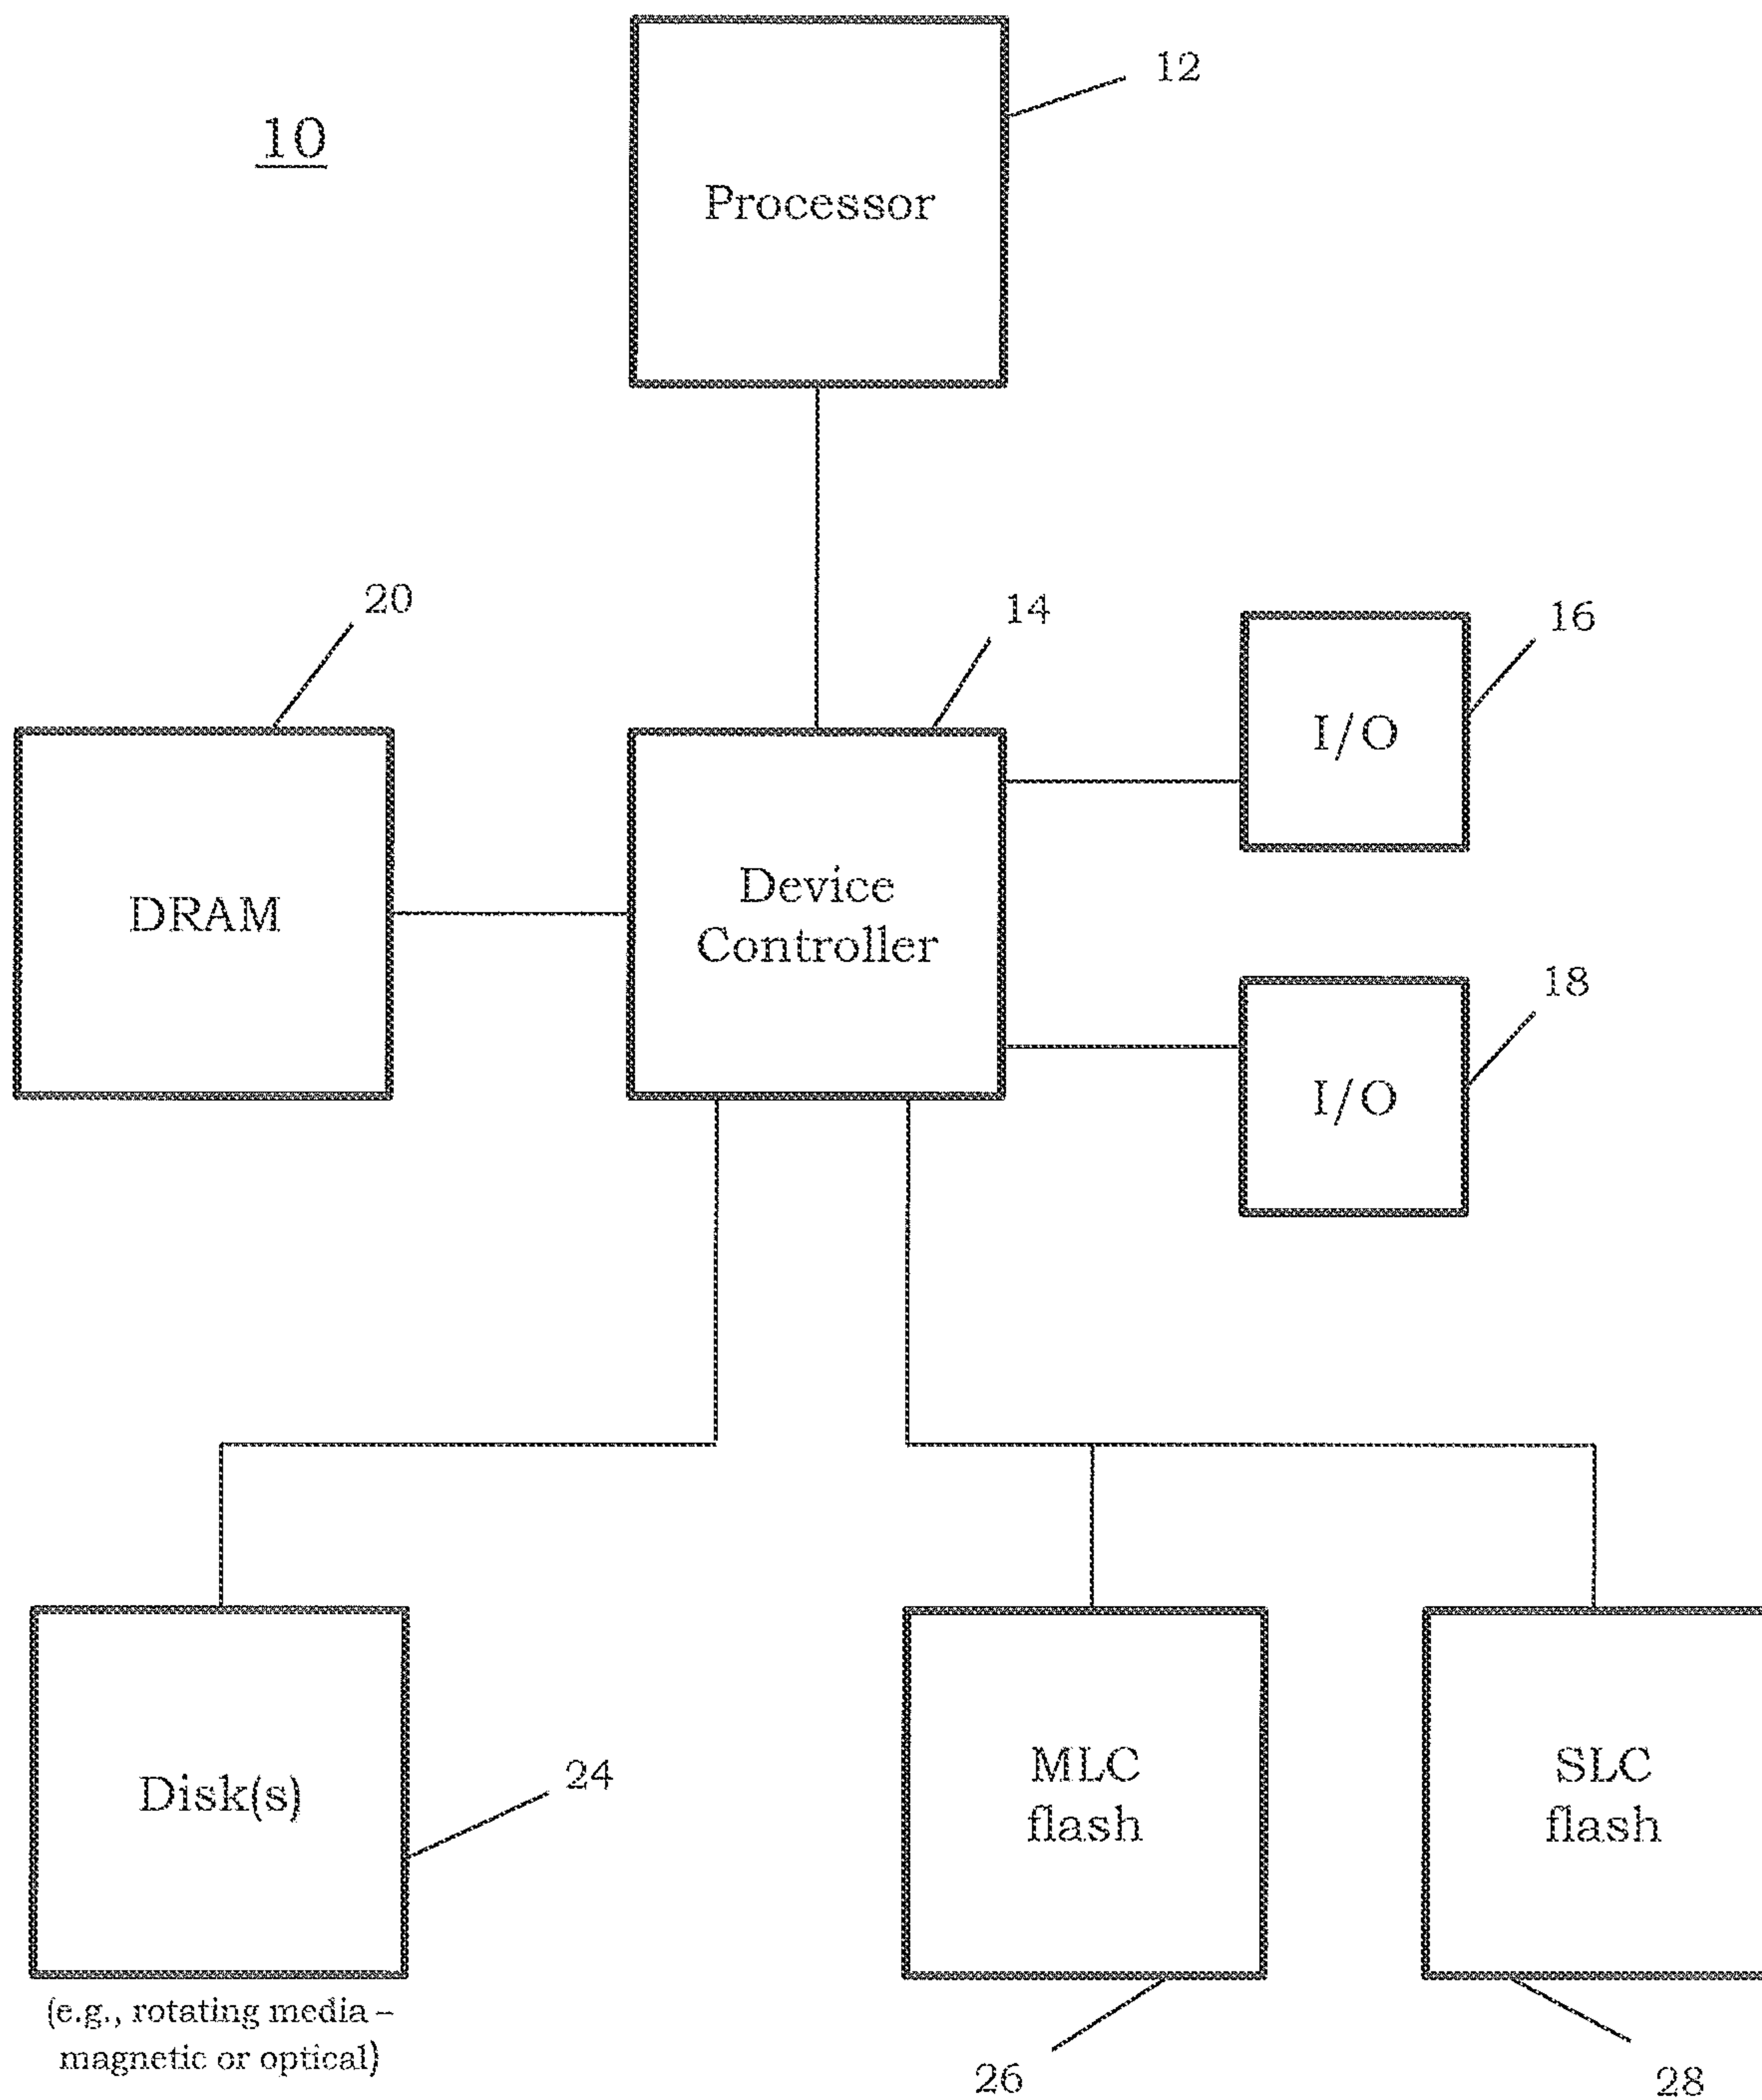 12
10
Processor
20
14
16
I/O
DRAM
Device
Controller
18
I/O
Disk(s)
24
MLC
flash
SLC
flash
(e.g., rotating media –
magnetic or optical)
26
28